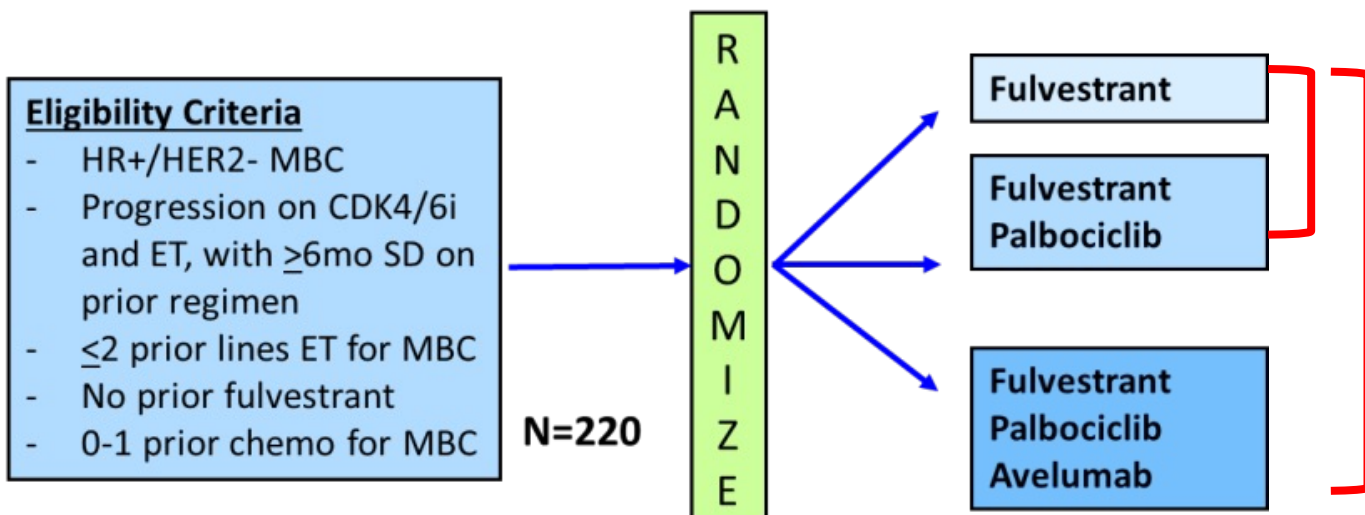 Eligibility Criteria
- HR+/HER2- MBC
- Progression on CDK4/6i
and ET, with ≥6mo SD on
prior regimen
- ≤2 prior lines ET for MBC
- No prior fulvestrant
- 0-1 prior chemo for MBC
N=220
R
A
N
D
O
M
I
Z
E
Fulvestrant
Fulvestrant
Palbociclib
Fulvestrant
Palbociclib
Avelumab